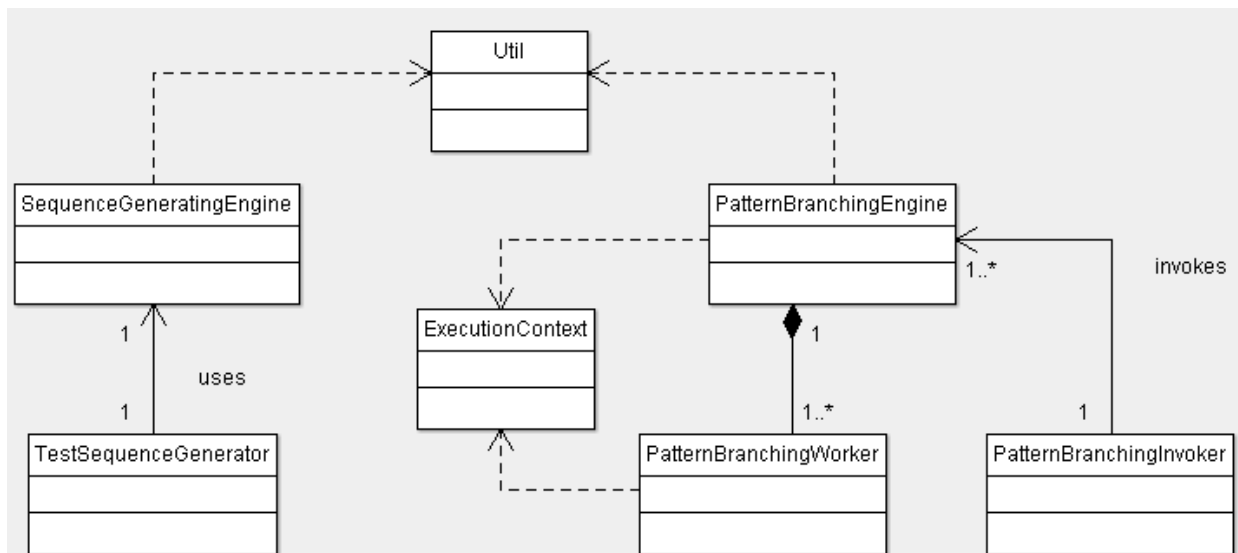 Util
SequenceGeneratingEngine
PatternBranchingEngine
1..*
invokes
ExecutionContext
1
1
uses
1
1..*
1
TestSequenceGenerator
PatternBranchingWorker
PatternBranchingInvoker